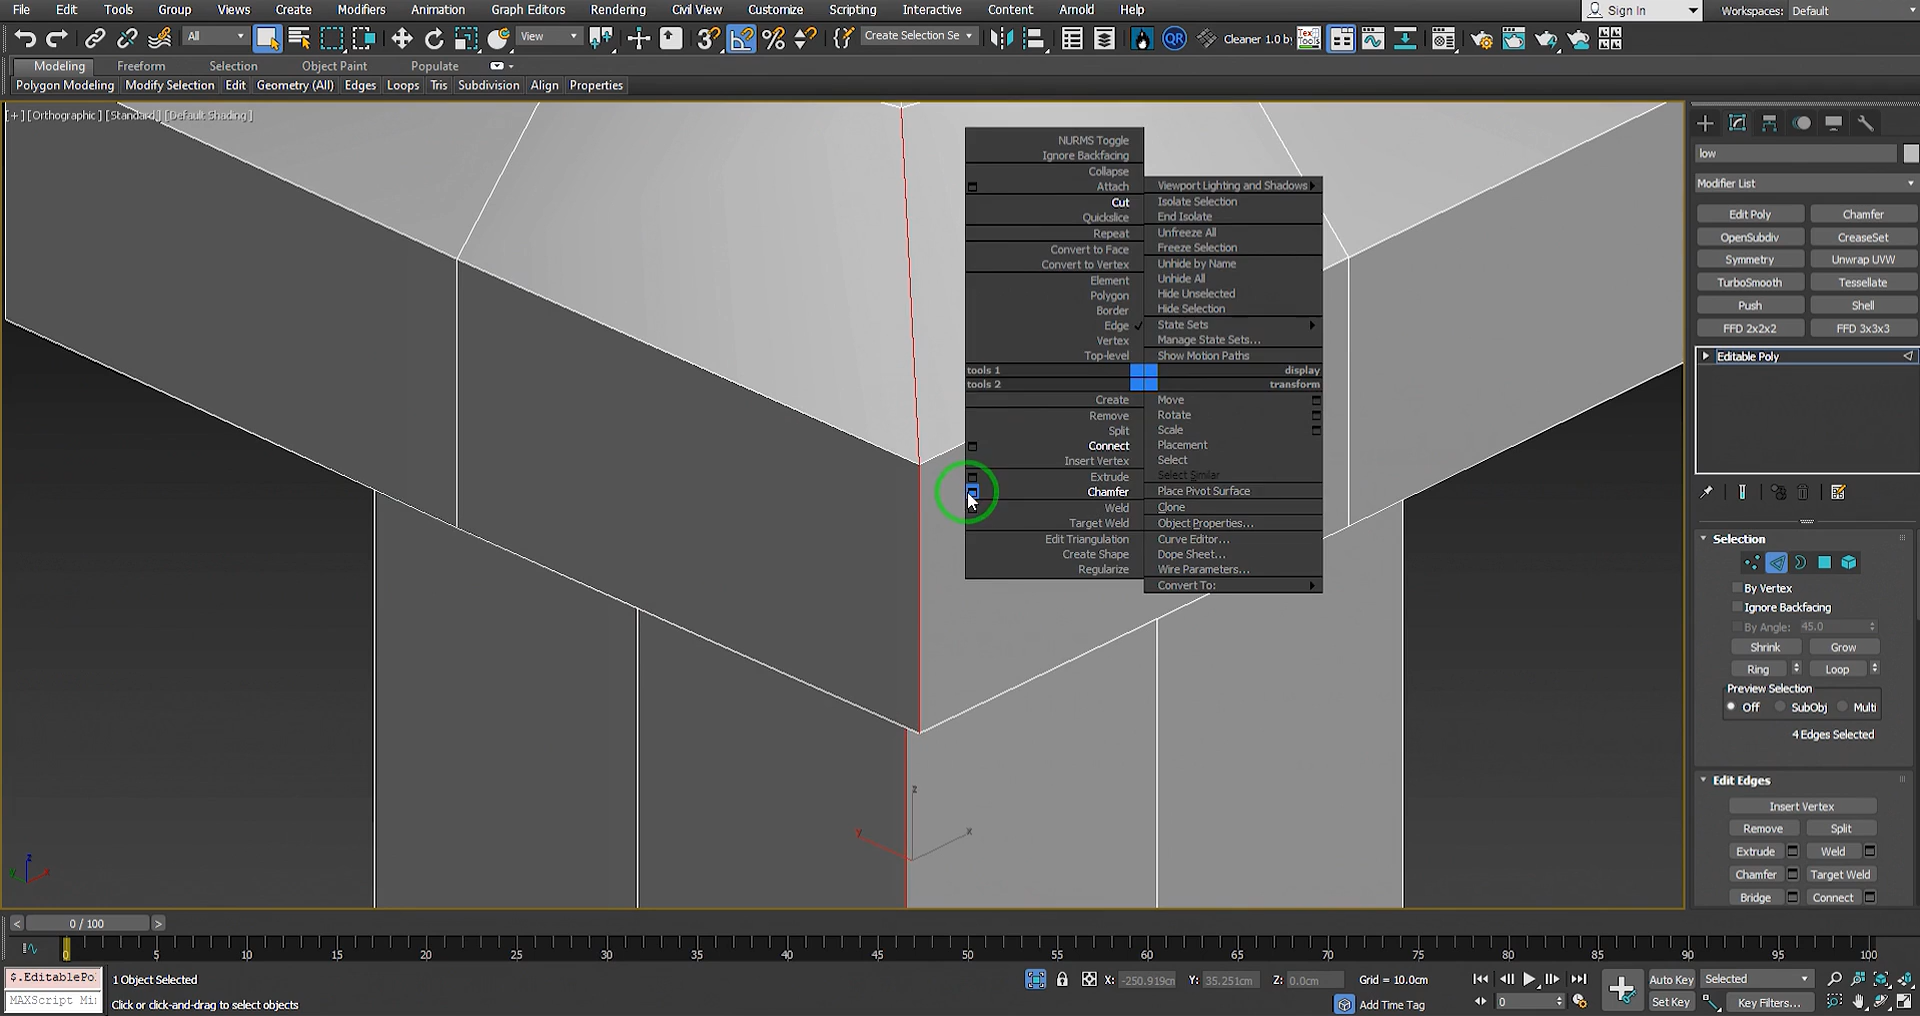 File Edit Tools Group Views Create Modifiers Animation Graph Editors Rendering Civil View Customize Scripting Interactive Content Arnold Help Sign In Workspaces: Default
All View Create Selection Se QR Cleaner 1.0 by
Modeling Freeform Selection Object Paint Populate
Polygon Modeling Modify Selection Edit Geometry (All) Edges Loops Tris Subdivision Align Properties
[+] [Orthographic] [Standard] [Default Shading]
NURMS Toggle
Ignore Backfacing
Collapse
Attach
Cut
Quickslice
Repeat
Convert to Face
Convert to Vertex
Element
Polygon
Border
Edge
Vertex
Top-level
tools 1
tools 2
Create
Remove
Split
Connect
Insert Vertex
Extrude
Chamfer
Weld
Target Weld
Edit Triangulation
Create Shape
Regularize
Viewport Lighting and Shadows
Isolate Selection
End Isolate
Unfreeze All
Freeze Selection
Unhide by Name
Unhide All
Hide Unselected
Hide Selection
State Sets
Manage State Sets...
Show Motion Paths
display
transform
Move
Rotate
Scale
Placement
Select
Select Similar
Place Pivot Surface
Clone
Object Properties...
Curve Editor...
Dope Sheet...
Wire Parameters...
Convert To:
z
y x
z
y x
low
Modifier List
Edit Poly Chamfer
OpenSubdiv CreaseSet
Symmetry Unwrap UVW
TurboSmooth Tessellate
Push Shell
FFD 2x2x2 FFD 3x3x3
Editable Poly
Selection
By Vertex
Ignore Backfacing
By Angle: 45.0
Shrink Grow
Ring Loop
Preview Selection
Off SubObj Multi
4 Edges Selected
Edit Edges
Insert Vertex
Remove Split
Extrude Weld
Chamfer Target Weld
Bridge Connect
< 0 / 100 >
0 5 10 15 20 25 30 35 40 45 50 55 60 65 70 75 80 85 90 95 100
$.EditablePo 1 Object Selected X: -250.919cm Y: 35.251cm Z: 0.0cm Grid = 10.0cm Auto Key Selected
MAXScript Mi Click or click-and-drag to select objects Add Time Tag 0 Set Key Key Filters...